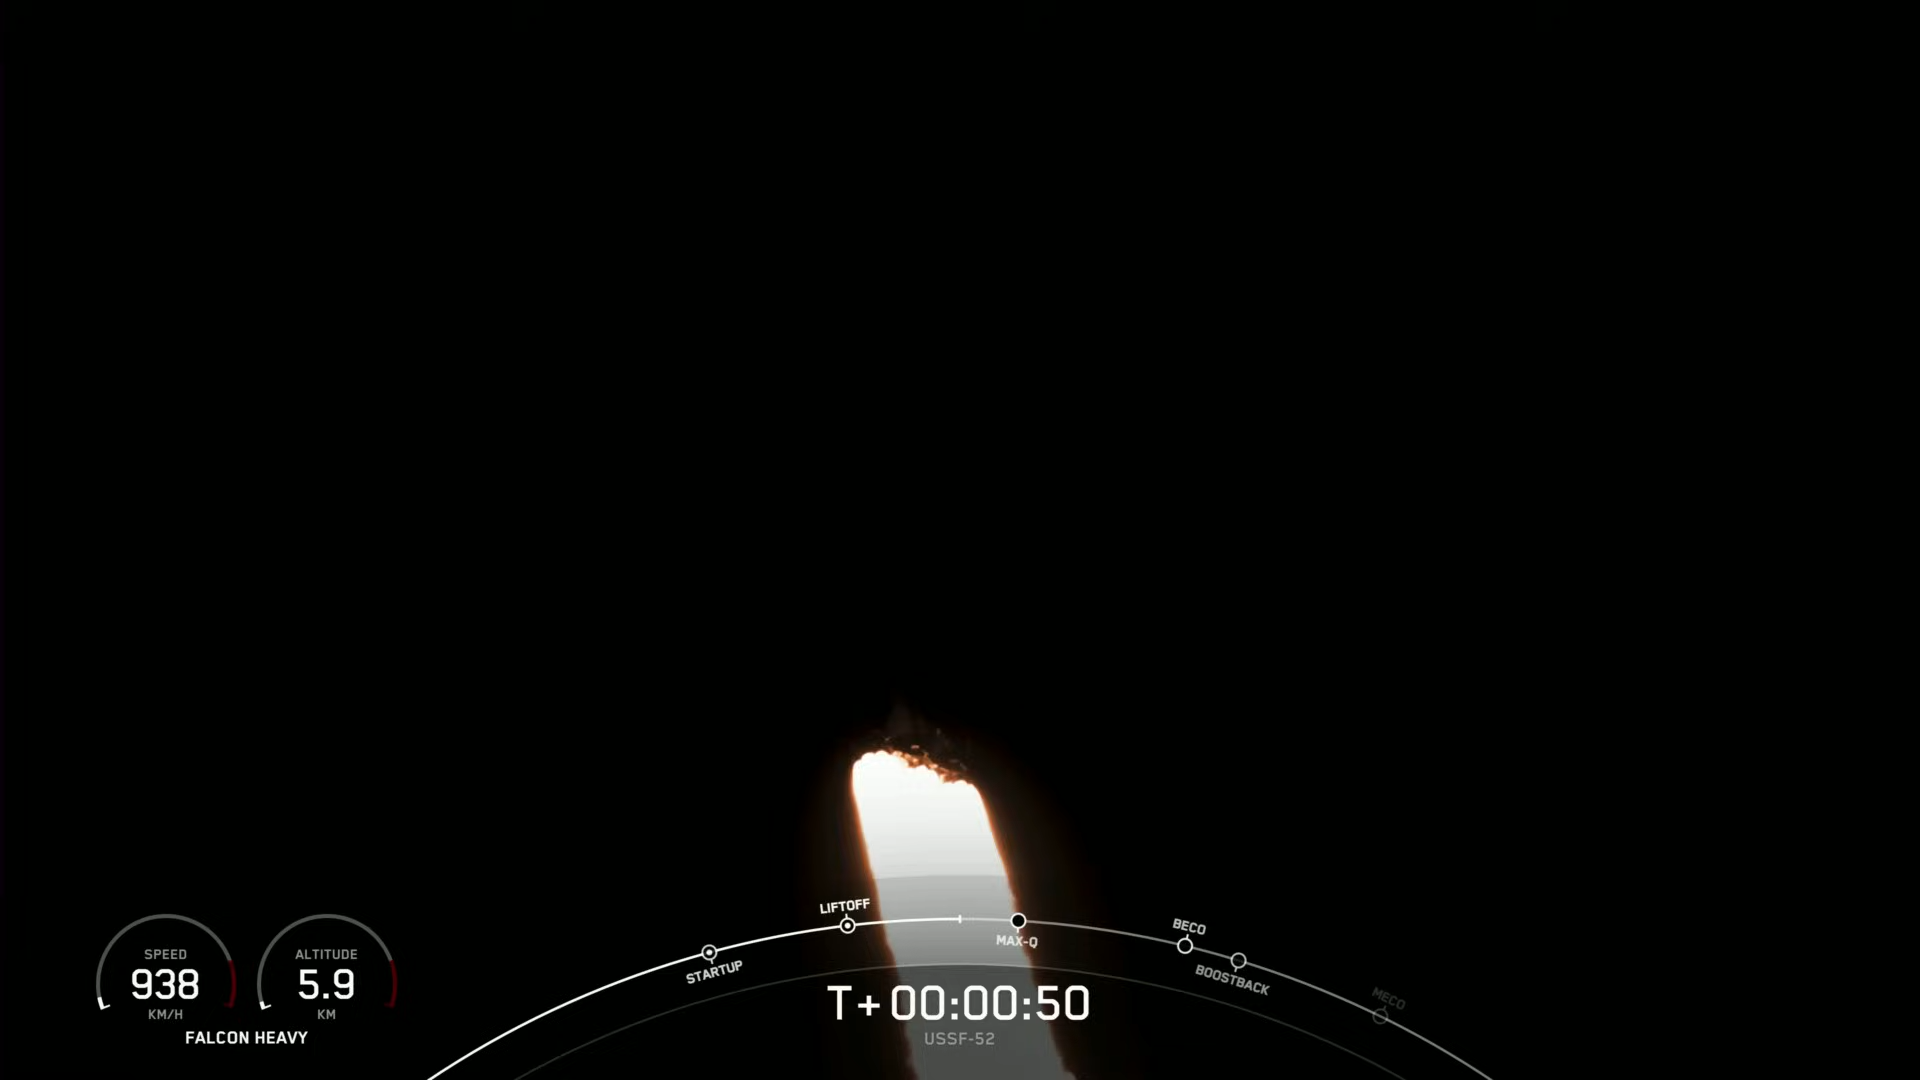 LIFTOFF
BECO
MAX-Q
STARTUP
BOOSTBACK
MECO
SPEED
938
KM/H
ALTITUDE
5.9
KM
FALCON HEAVY
T+00:00:50
USSF-52